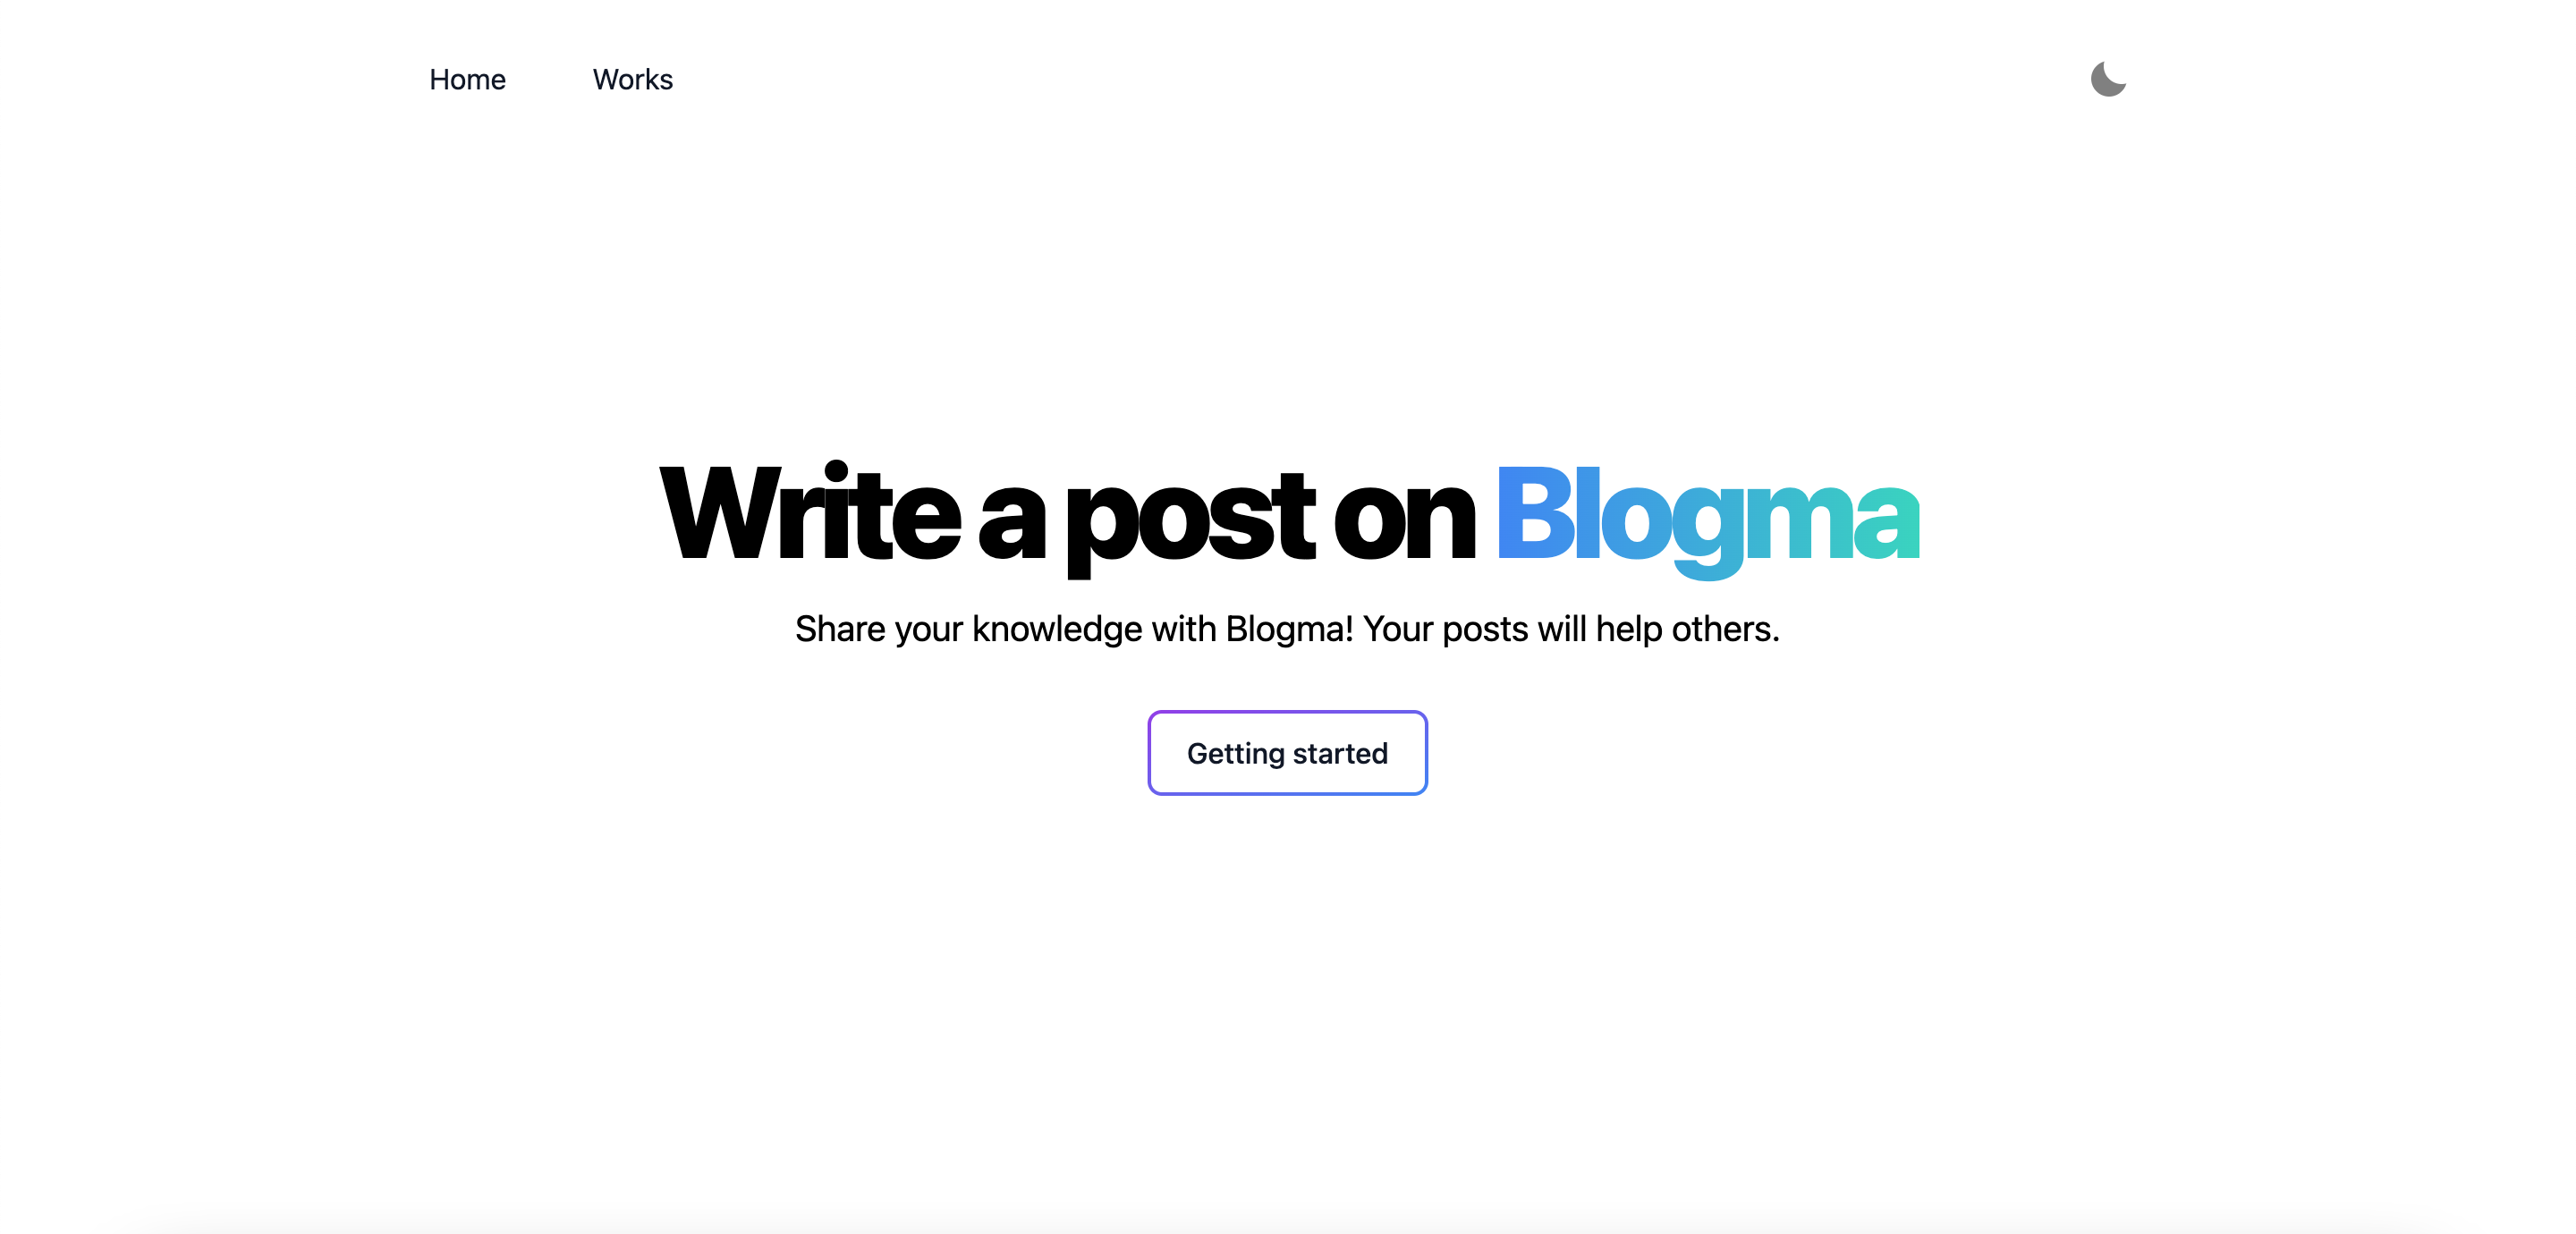 Home Works
Write a post on Blogma
Share your knowledge with Blogma! Your posts will help others.
Getting started